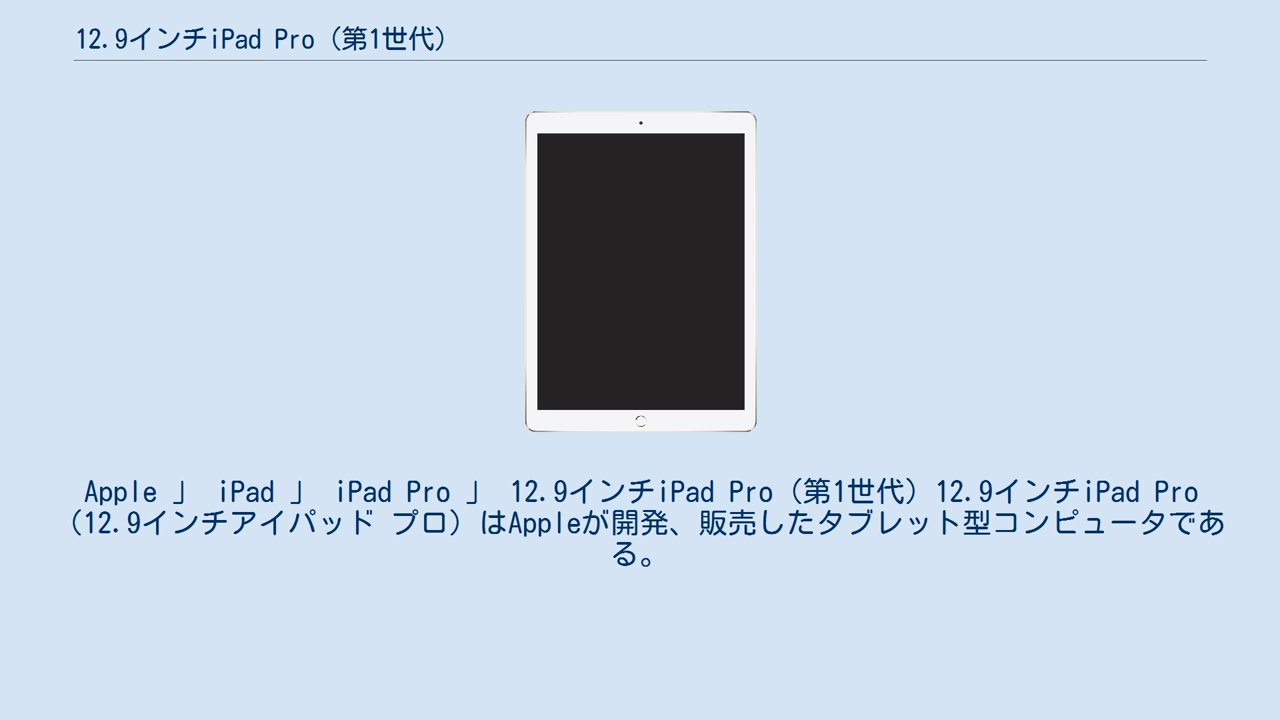 12.9インチiPad Pro（第1世代）
Apple 」 iPad 」 iPad Pro 」 12.9インチiPad Pro（第1世代）12.9インチiPad Pro
（12.9インチアイパッド プロ）はAppleが開発、販売したタブレット型コンピュータであ
る。